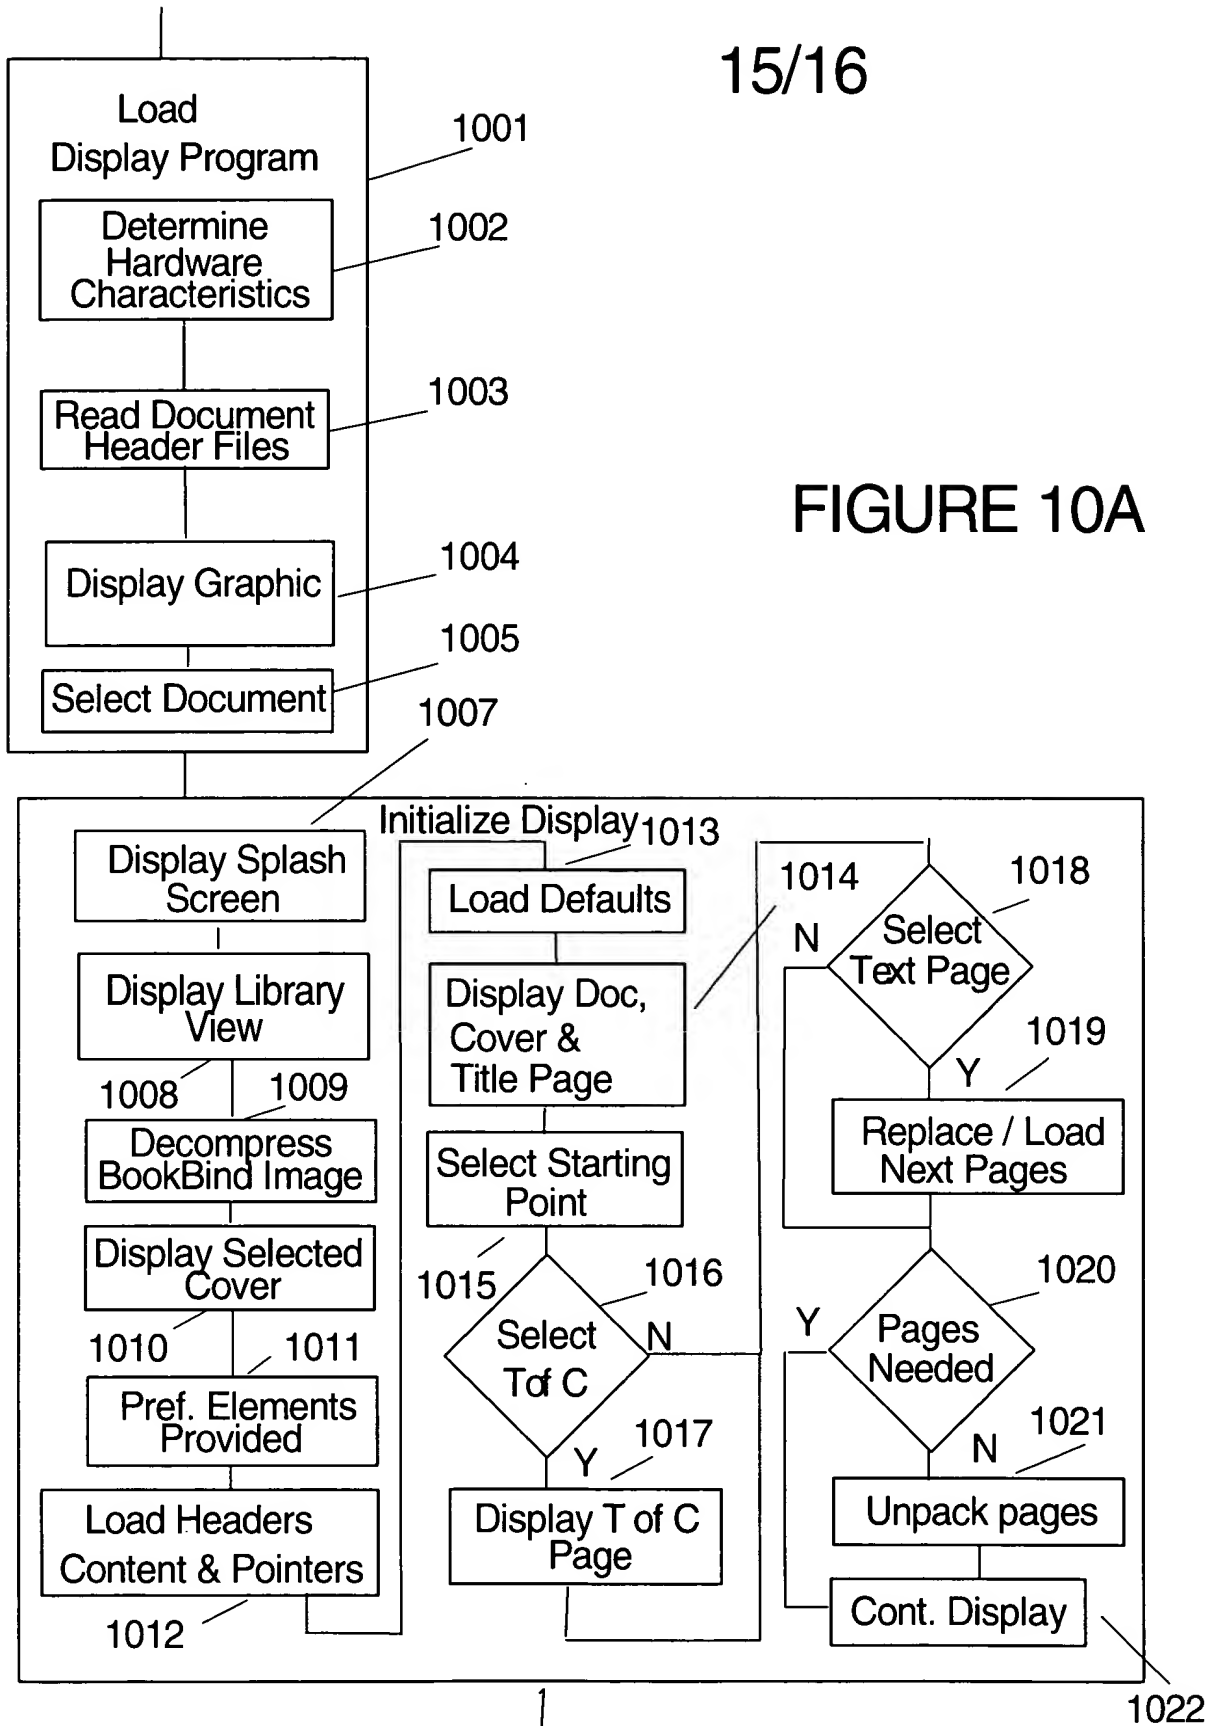 15/16
Load
Display Program
1001
Determine
Hardware
Characteristics
1002
Read Document
Header Files
1003
FIGURE 10A
Display Graphic
1004
Select Document
1005
1007
Initialize Display
Display Splash
Screen
Display Library
View
1008
1009
Decompress
BookBind Image
Display Selected
Cover
1010
1011
Pref. Elements
Provided
Load Headers
Content & Pointers
1012
1013
Load Defaults
1014
Display Doc,
Cover &
Title Page
Select Starting
Point
1015
1016
Select
Tof C
N
Y
1017
Display T of C
Page
1018
Select
Text Page
N
Y
1019
Replace / Load
Next Pages
1020
Pages
Needed
Y
N
1021
Unpack pages
Cont. Display
1022